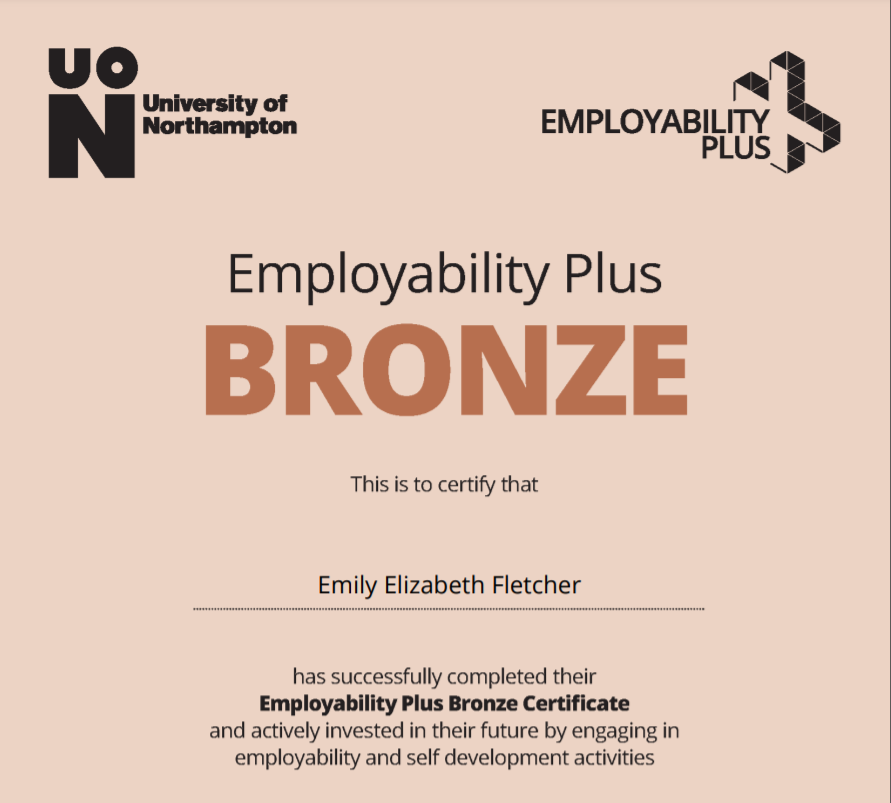 UON
University of
Northampton
EMPLOYABILITY
PLUS
Employability Plus
BRONZE
This is to certify that
Emily Elizabeth Fletcher
has successfully completed their
Employability Plus Bronze Certificate
and actively invested in their future by engaging in
employability and self development activities